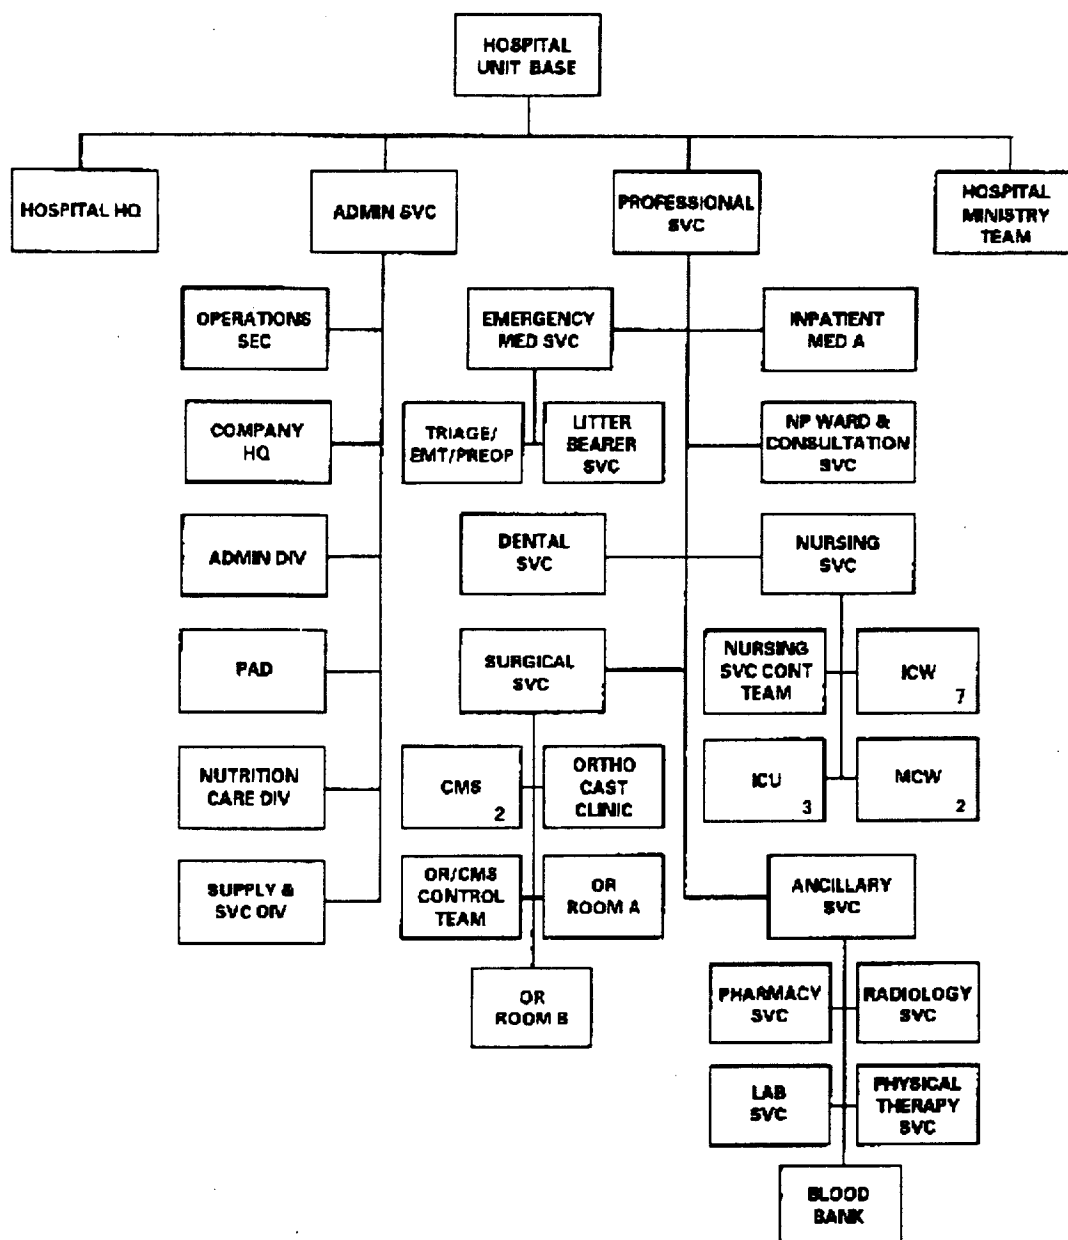 HOSPITAL
UNIT BASE
HOSPITAL HQ
ADMIN SVC
PROFESSIONAL
SVC
HOSPITAL
MINISTRY
TEAM
OPERATIONS
SEC
EMERGENCY
MED SVC
INPATIENT
MED A
COMPANY
HQ
TRIAGE/
EMT/PREOP
LITTER
BEARER
SVC
NP WARD &
CONSULTATION
SVC
ADMIN DIV
DENTAL
SVC
NURSING
SVC
PAD
SURGICAL
SVC
NURSING
SVC CONT
TEAM
ICW
7
NUTRITION
CARE DIV
CMS
2
ORTHO
CAST
CLINIC
ICU
3
MCW
2
SUPPLY &
SVC DIV
OR/CMS
CONTROL
TEAM
OR
ROOM A
ANCILLARY
SVC
OR
ROOM B
PHARMACY
SVC
RADIOLOGY
SVC
LAB
SVC
PHYSICAL
THERAPY
SVC
BLOOD
BANK